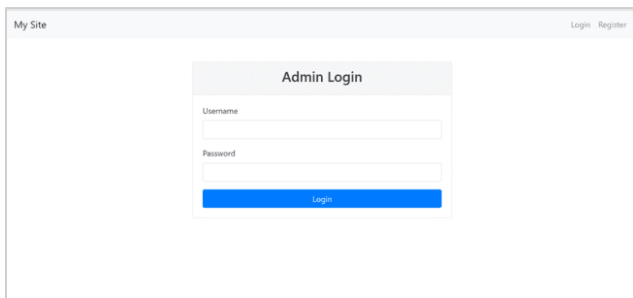 My Site
Login Register
Admin Login
Username
Password
Login